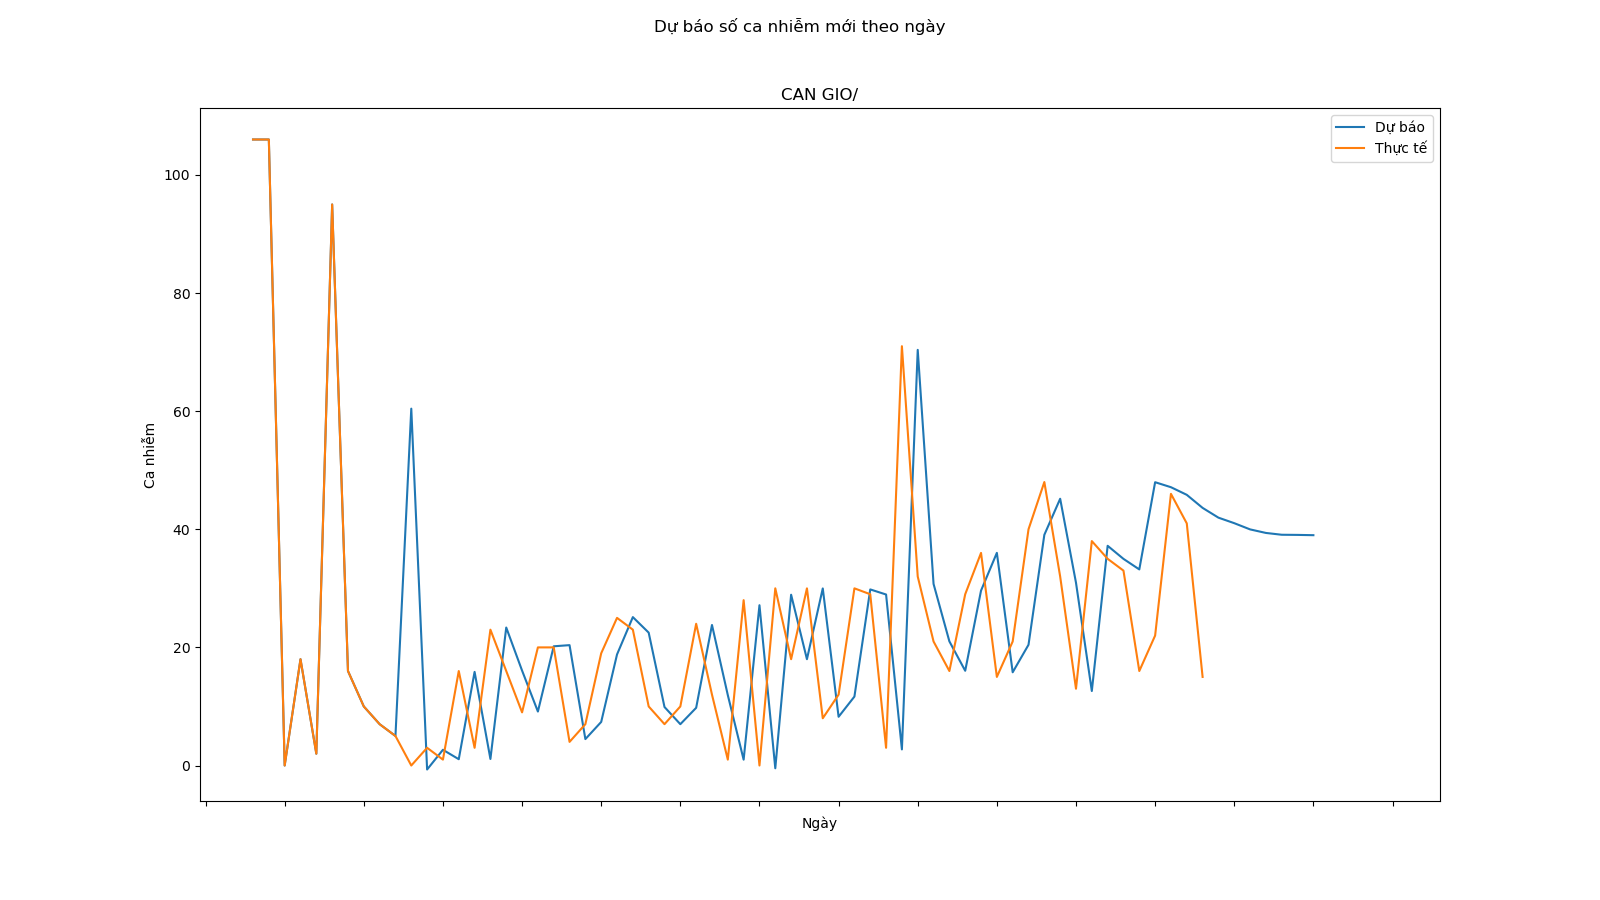 Dự báo số ca nhiễm mới theo ngày
CAN GIO/
Dự báo
Thực tế
100
80
60
40
20
0
Ca nhiễm
Ngày